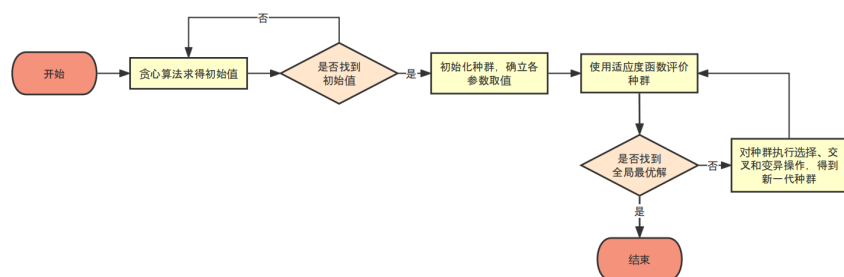 否
开始
贪心算法求得初始值
是否找到
初始值
是
初始化种群，确立各
参数取值
使用适应度函数评价
种群
是否找到
全局最优解
否
对种群执行选择、交
叉和变异操作，得到
新一代种群
是
结束